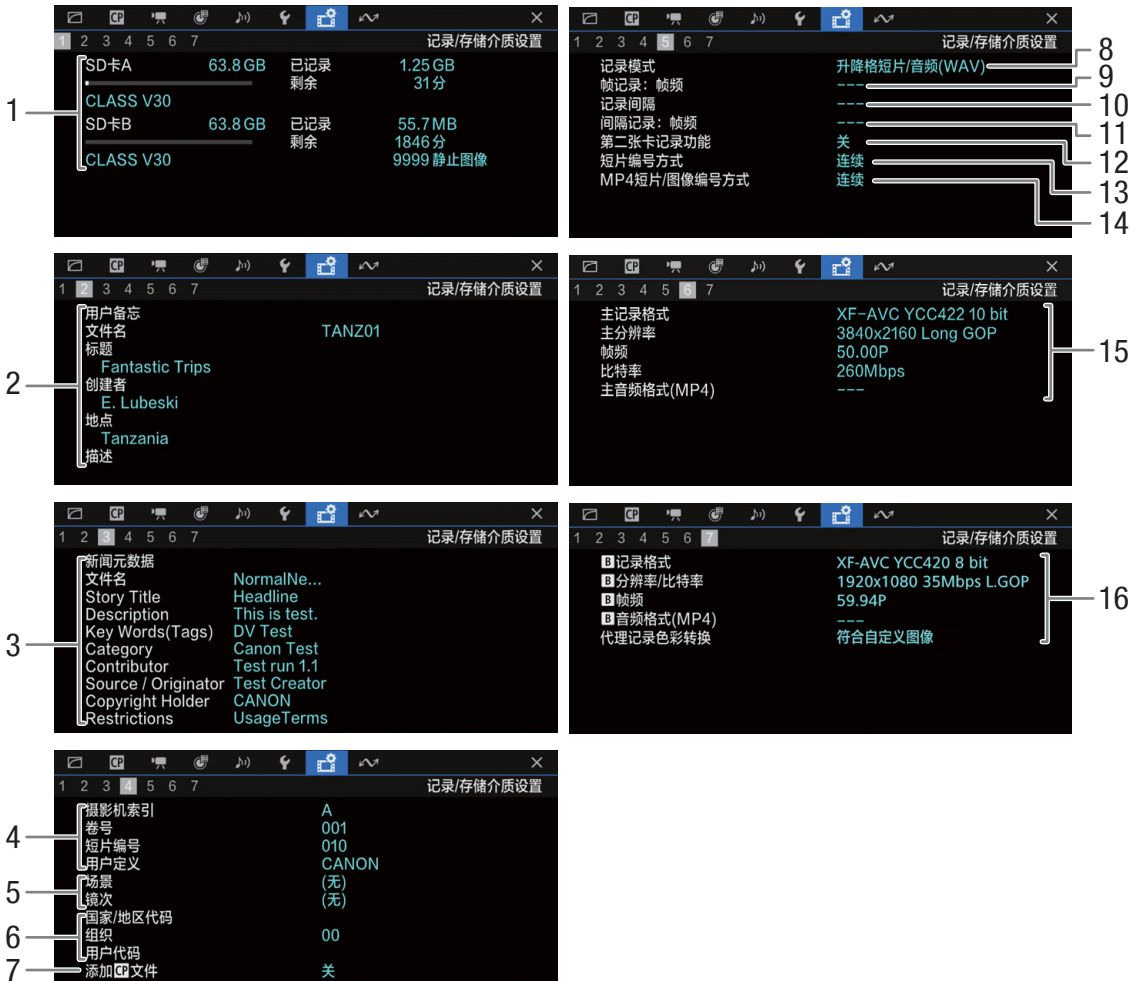 1 2 3 4 5 6 7 记录/存储介质设置
SD卡A 63.8 GB 已记录 1.25 GB
剩余 31分
CLASS V30
SD卡B 63.8 GB 已记录 55.7 MB
剩余 1846分
CLASS V30 9999 静止图像
1
CP
1 2 3 4 5 6 7 记录/存储介质设置
用户备忘
文件名 TANZ01
标题
Fantastic Trips
创建者
E. Lubeski
地点
Tanzania
描述
2
CP
1 2 3 4 5 6 7 记录/存储介质设置
新闻元数据
文件名 NormalNe...
Story Title Headline
Description This is test.
Key Words(Tags) DV Test
Category Canon Test
Contributor Test run 1.1
Source / Originator Test Creator
Copyright Holder CANON
Restrictions UsageTerms
3
CP
1 2 3 4 5 6 7 记录/存储介质设置
摄影机索引 A
卷号 001
短片编号 010
用户定义 CANON
场景 (无)
镜次 (无)
国家/地区代码
组织 00
用户代码
添加CP文件 关
4
5
6
7
CP
1 2 3 4 5 6 7 记录/存储介质设置
记录模式 升降格短片/音频(WAV)
帧记录：帧频 ---
记录间隔 ---
间隔记录：帧频 ---
第二张卡记录功能 关
短片编号方式 连续
MP4短片/图像编号方式 连续
8
9
10
11
12
13
14
CP
1 2 3 4 5 6 7 记录/存储介质设置
主记录格式 XF-AVC YCC422 10 bit
主分辨率 3840x2160 Long GOP
帧频 50.00P
比特率 260Mbps
主音频格式(MP4) ---
15
CP
1 2 3 4 5 6 7 记录/存储介质设置
B记录格式 XF-AVC YCC420 8 bit
B分辨率/比特率 1920x1080 35Mbps L.GOP
B帧频 59.94P
B音频格式(MP4) ---
代理记录色彩转换 符合自定义图像
16
CP